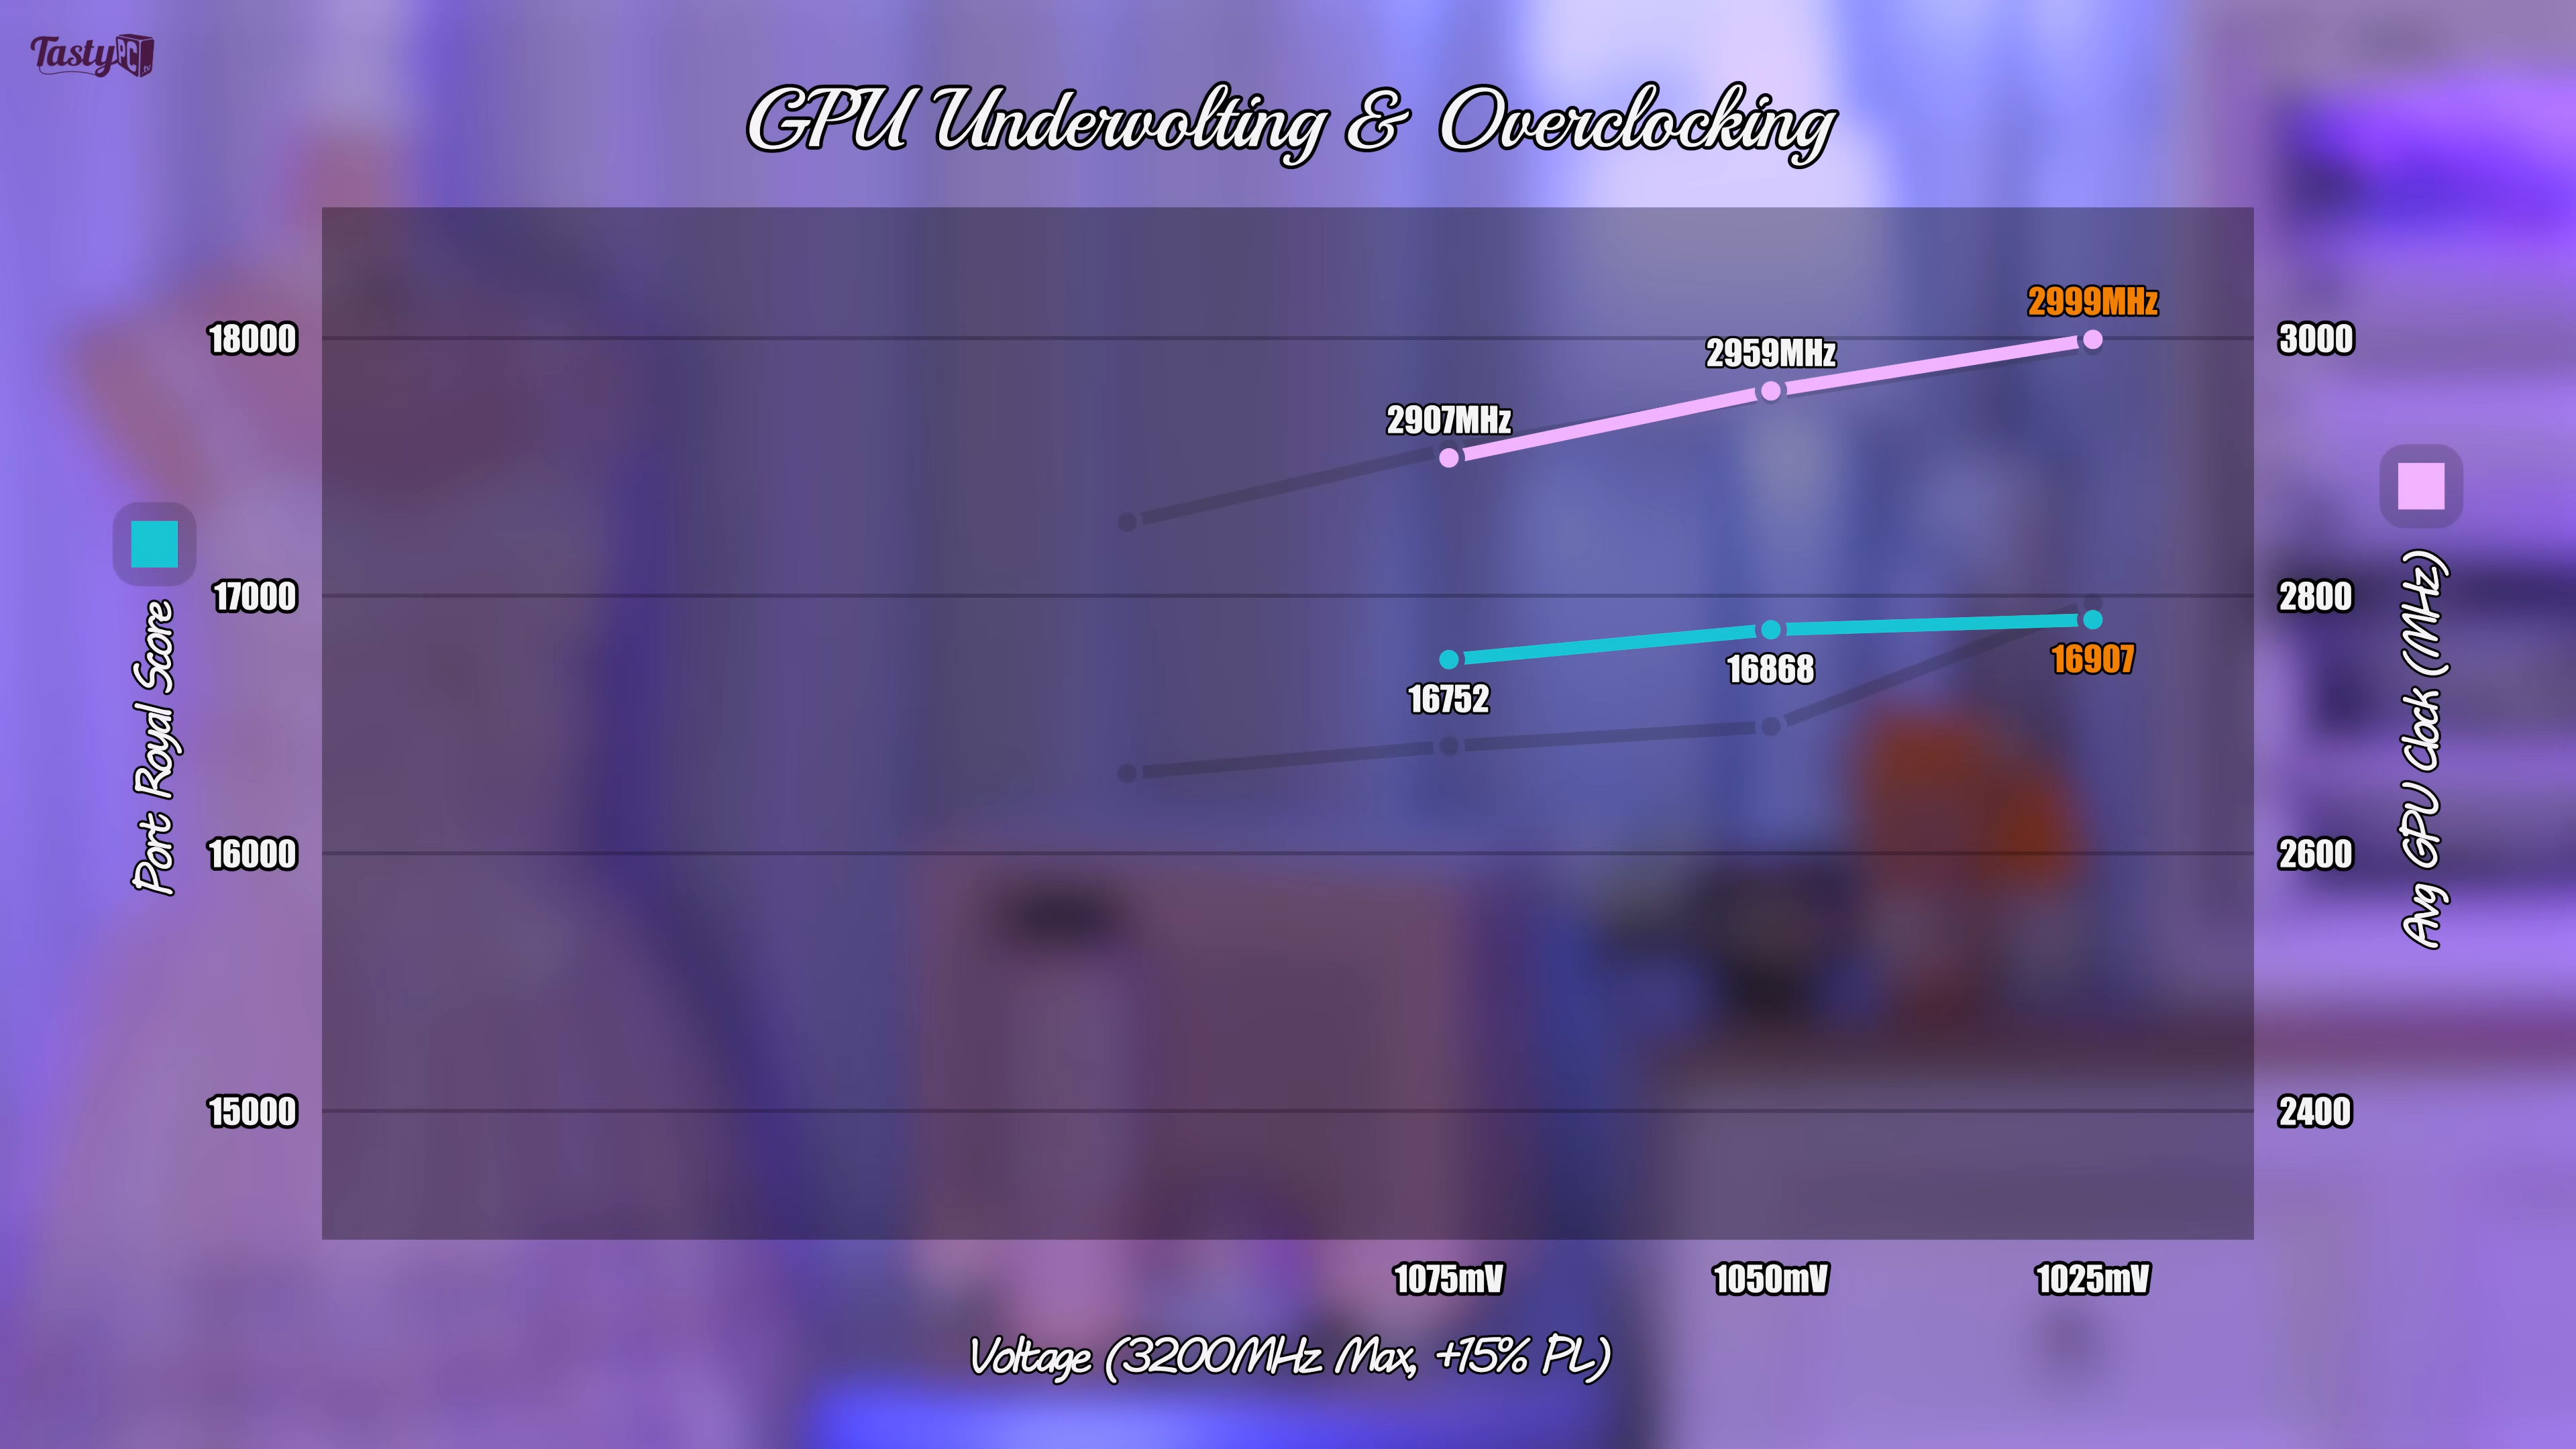 TastyPC
GPU Undervolting & Overclocking
2999MHz
18000
3000
2959MHz
2907MHz
17000
2800
16907
16868
16752
16000
2600
15000
2400
Port Royal Score
Avg GPU Clock (MHz)
1075mV 1050mV 1025mV
Voltage (3200MHz Max, +15% PL)